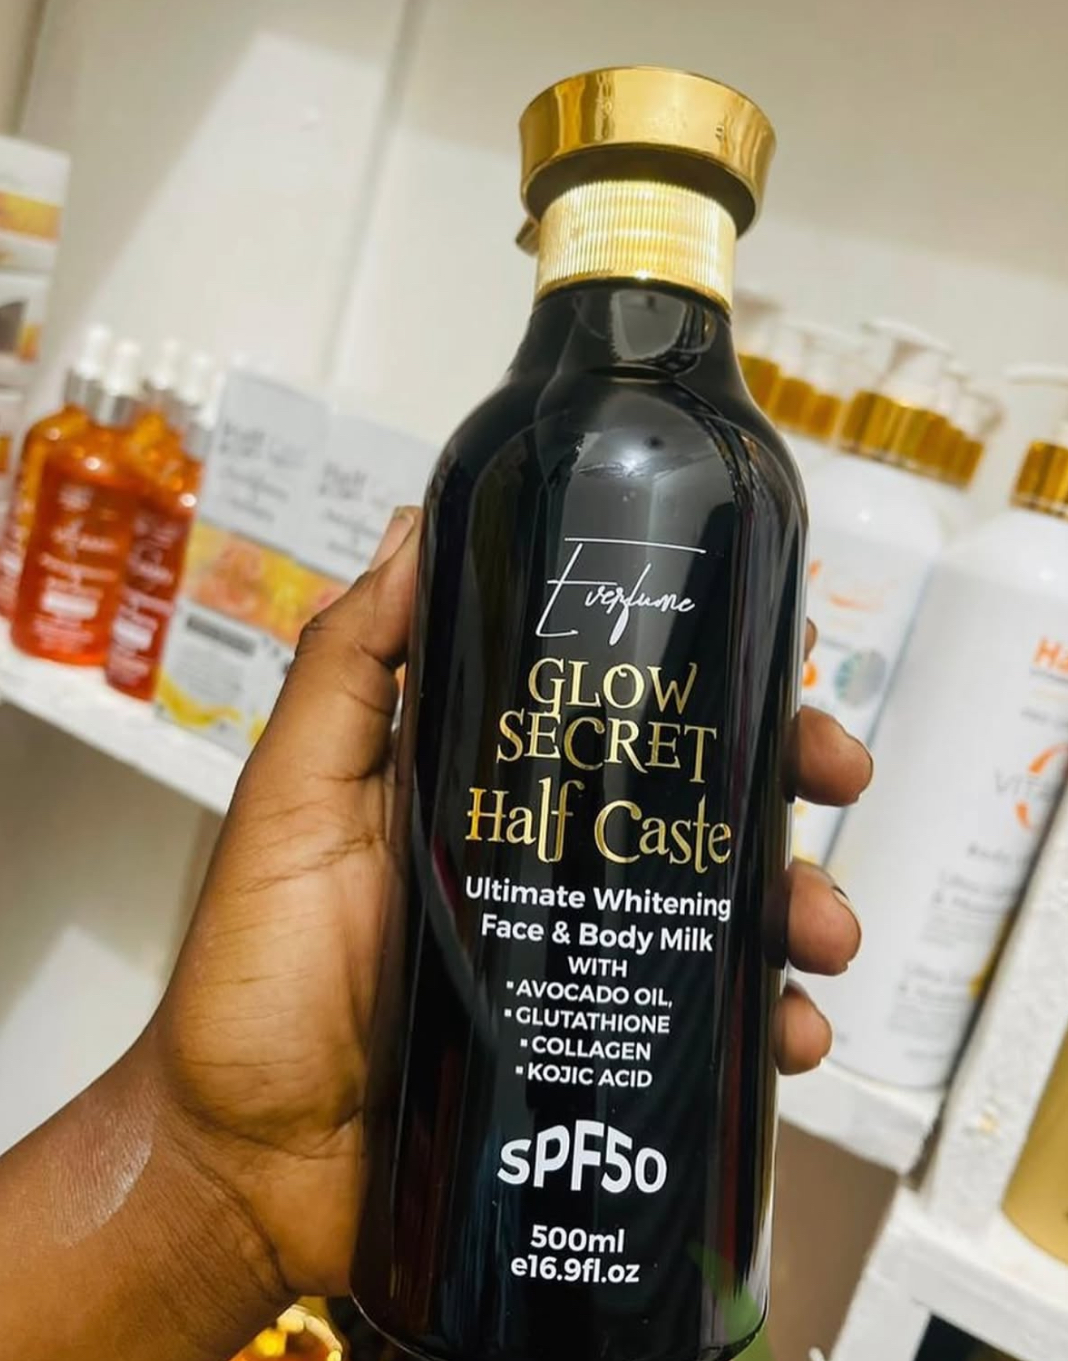 Everfume
GLOW
SECRET
Half Caste
Ultimate Whitening
Face & Body Milk
WITH
▪AVOCADO OIL,
▪GLUTATHIONE
▪COLLAGEN
▪KOJIC ACID
SPF50
500ml
e16.9fl.oz